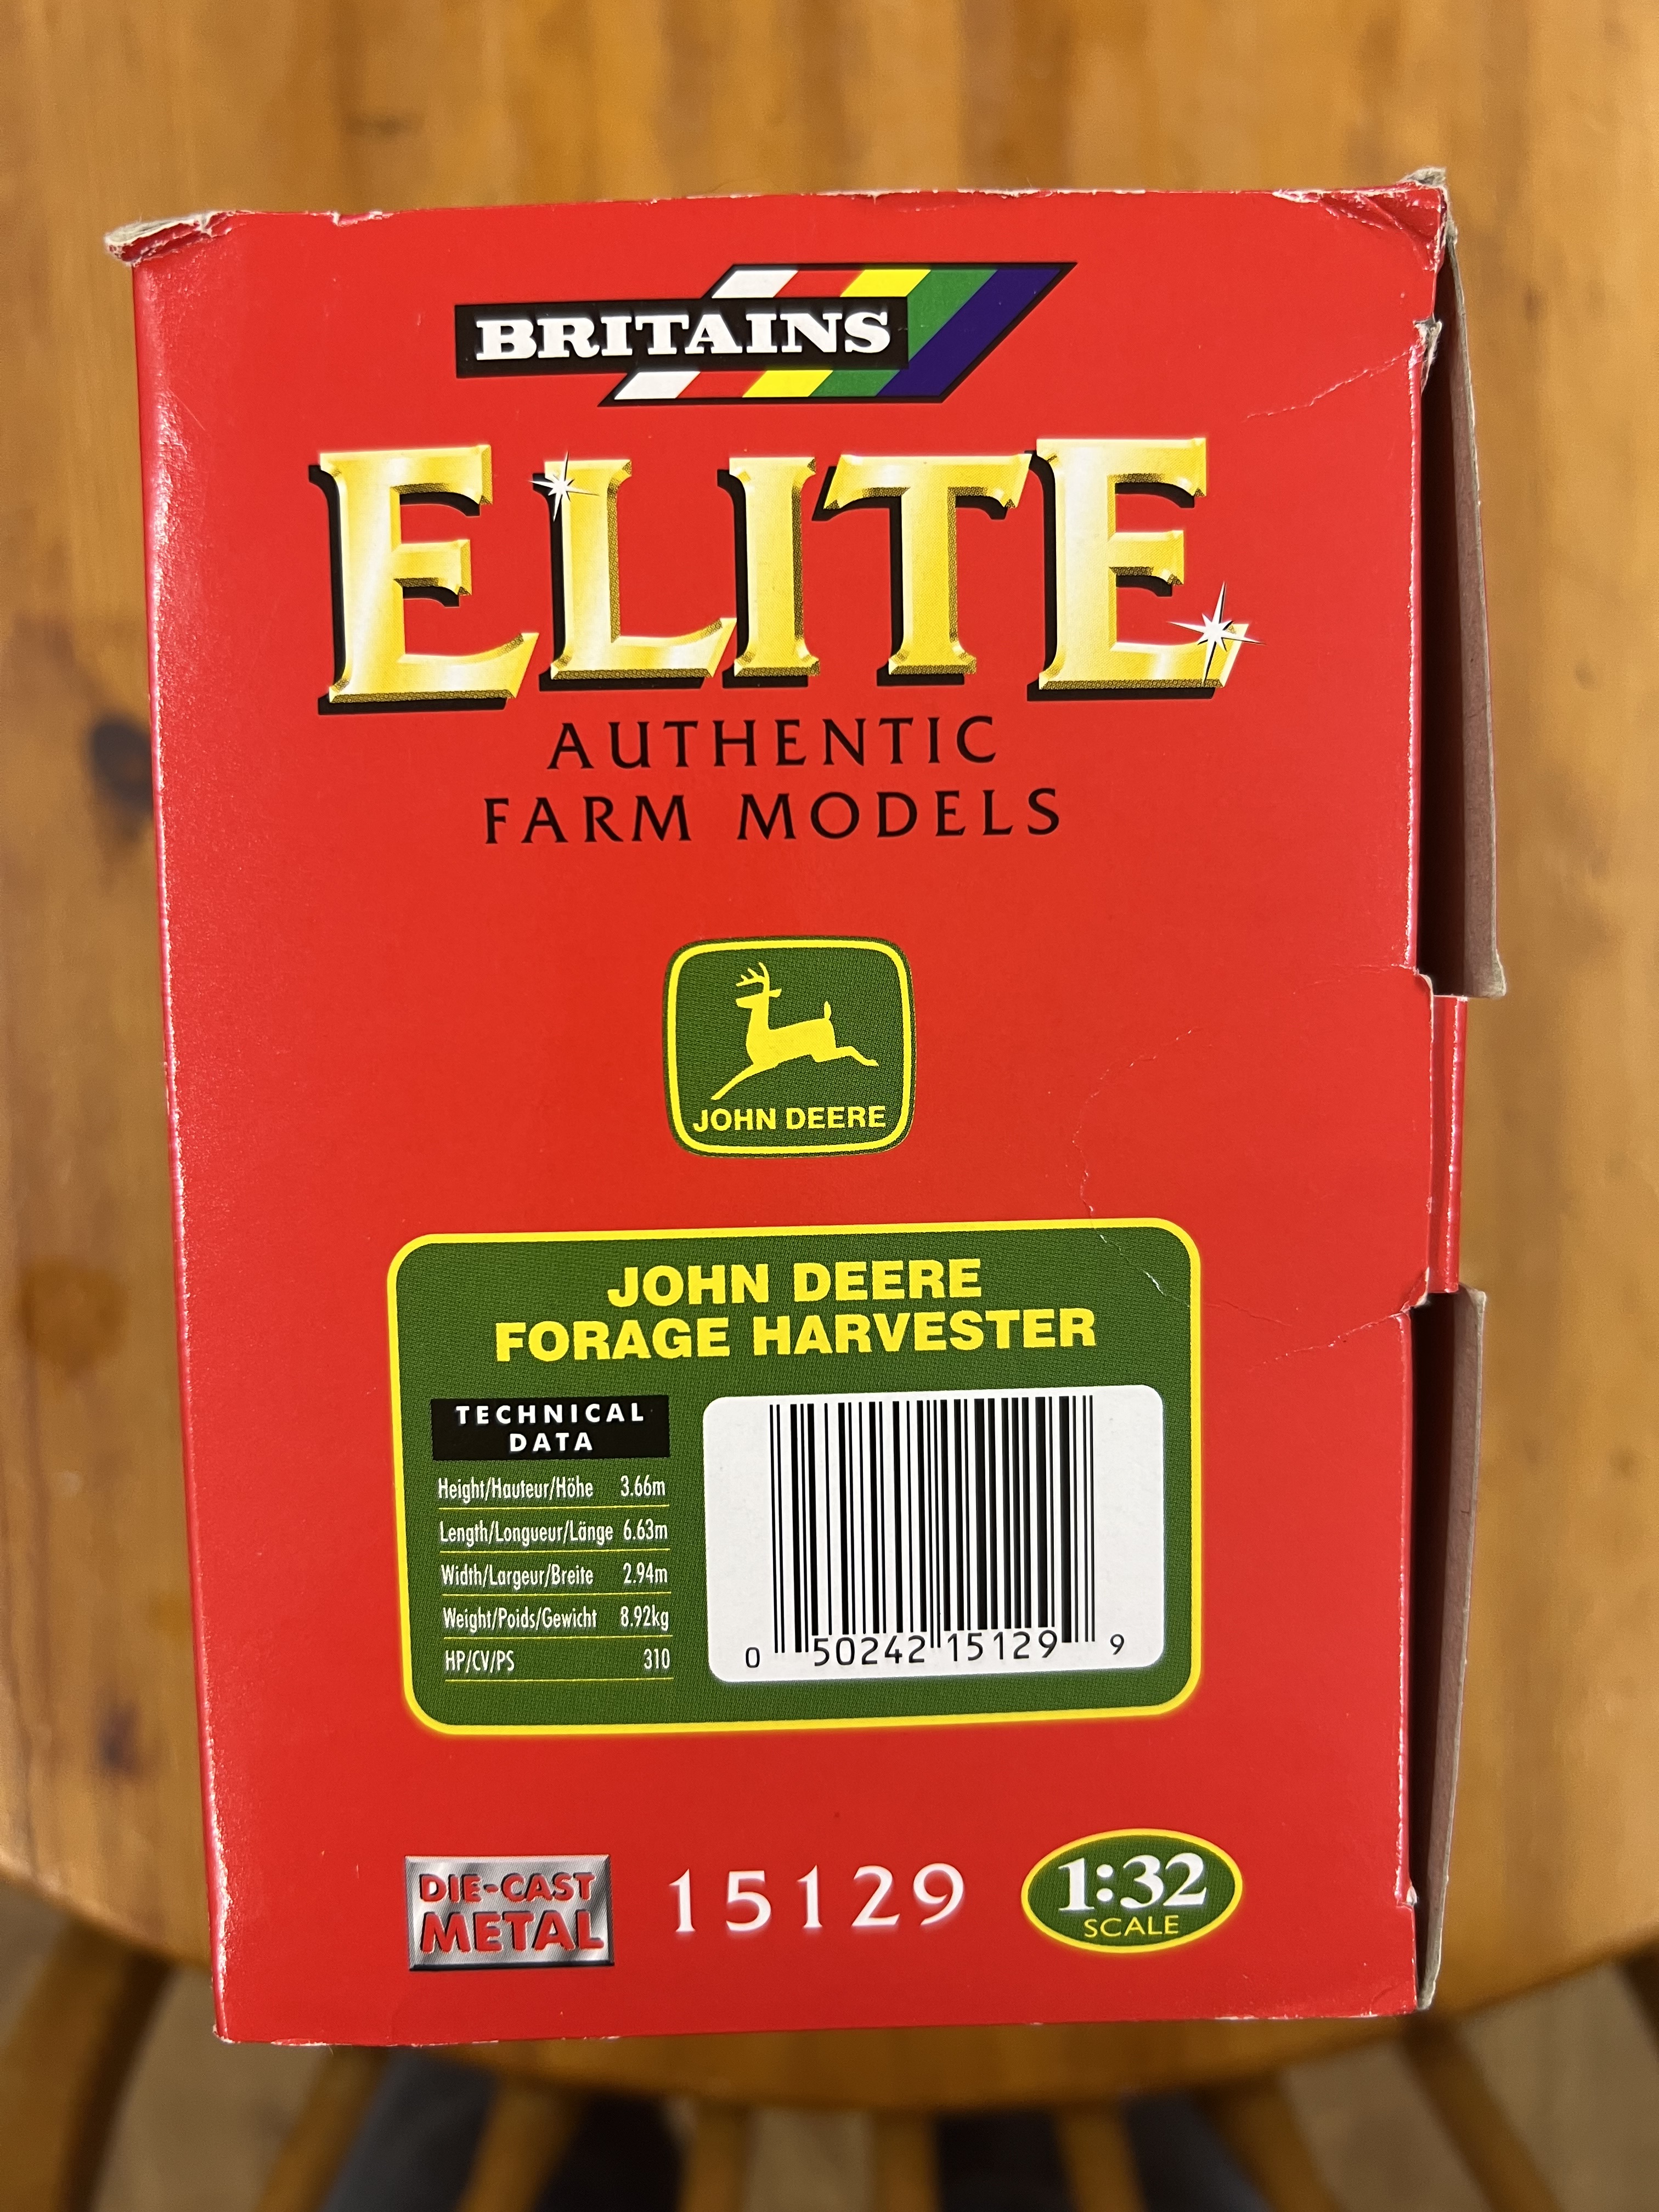 BRITAINS
ELITE
AUTHENTIC
FARM MODELS
JOHN DEERE
JOHN DEERE
FORAGE HARVESTER
TECHNICAL
DATA
Height/Hauteur/Höhe 3.66m
Length/Longueur/Länge 6.63m
Width/Largeur/Breite 2.94m
Weight/Poids/Gewicht 8.92kg
HP/CV/PS 310
0 50242 15129 9
DIE-CAST
METAL
15129
1:32
SCALE